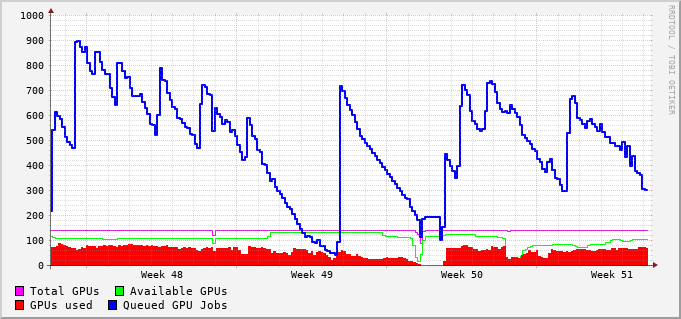 1000
900
800
700
600
500
400
300
200
100
0
Week 48 Week 49 Week 50 Week 51
Total GPUs Available GPUs
GPUs used Queued GPU Jobs
RRDTOOL / TOBI OETIKER